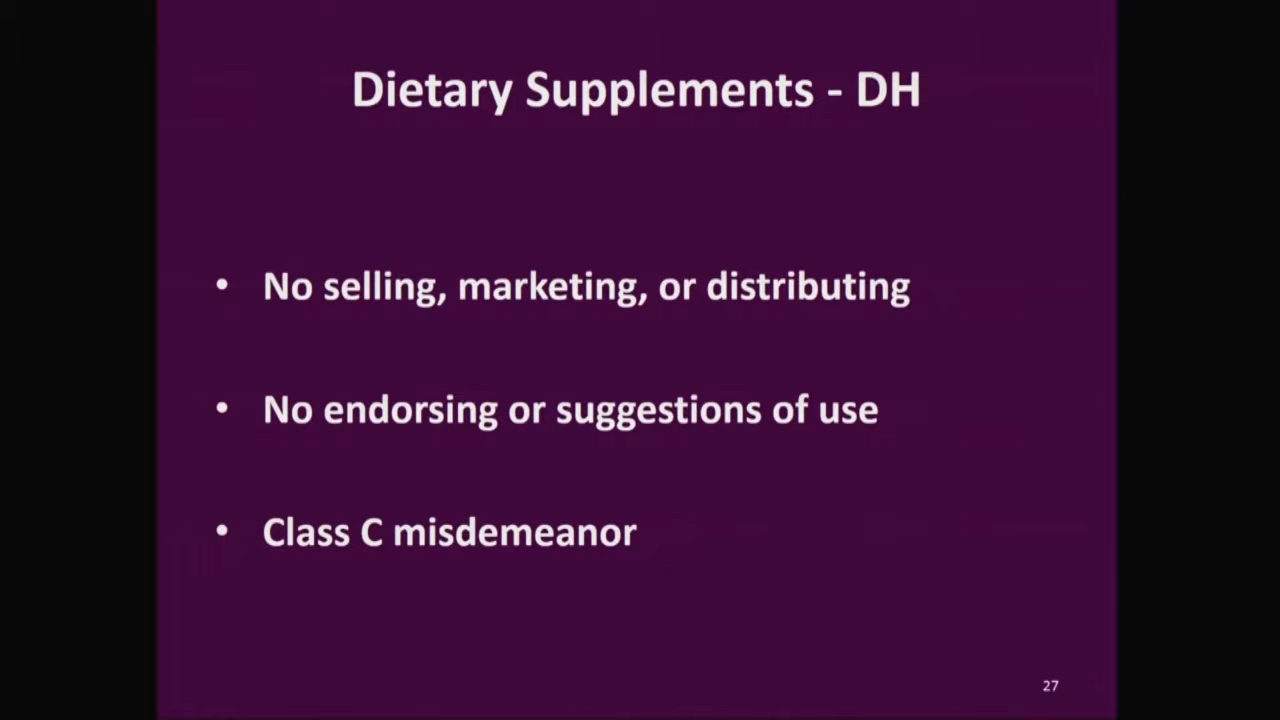 Dietary Supplements - DH
• No selling, marketing, or distributing
• No endorsing or suggestions of use
• Class C misdemeanor
27